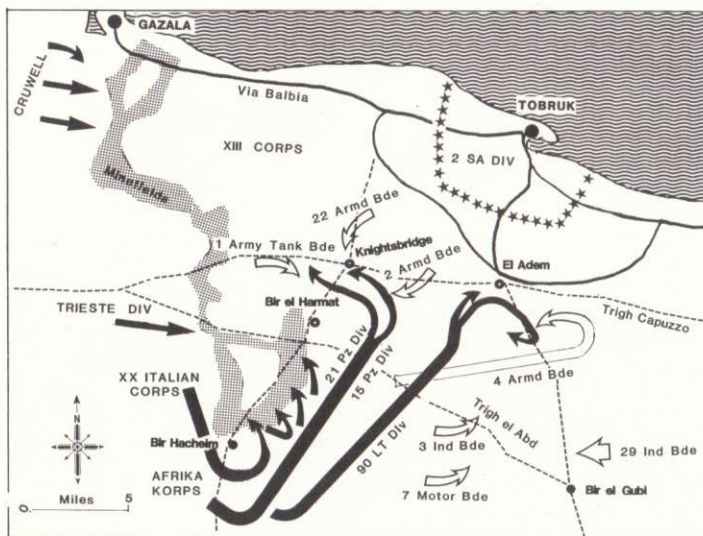 GAZALA
CRUWELL
Via Balbia
TOBRUK
XIII CORPS
2 SA DIV
Minefields
22 Armd Bde
1 Army Tank Bde
Knightsbridge
2 Armd Bde
El Adem
Bir el Harmat
TRIESTE DIV
Trigh Capuzzo
21 Pz Div
15 Pz Div
4 Armd Bde
XX ITALIAN
CORPS
90 LT DIV
Trigh el Abd
N
Bir Hacheim
3 Ind Bde
29 Ind Bde
AFRIKA
KORPS
7 Motor Bde
Bir el Gubi
Miles
0
5